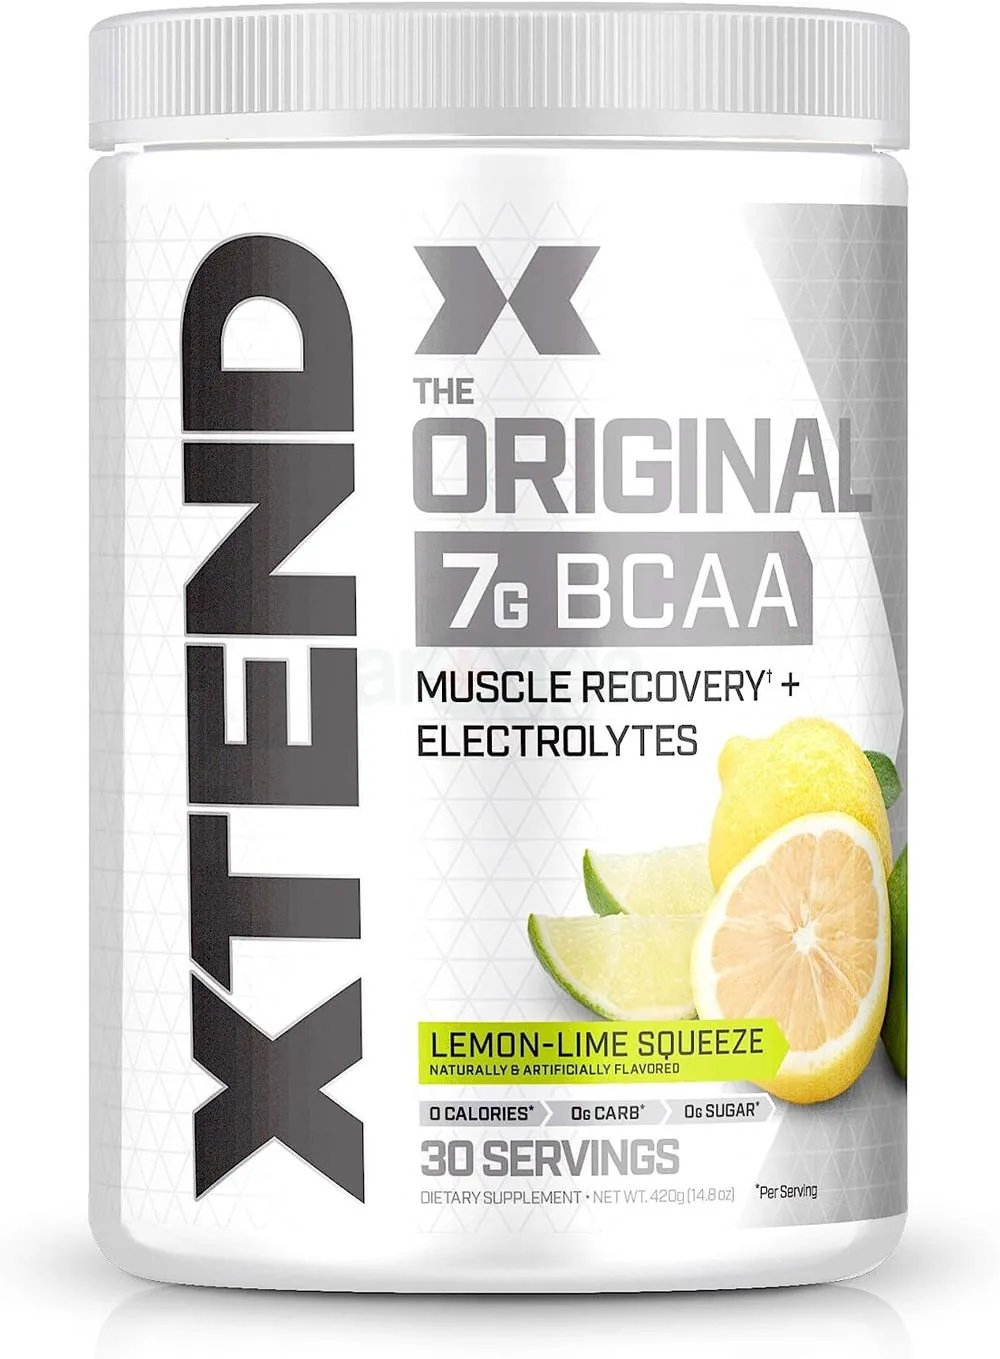 XTEND
THE
ORIGINAL
7G BCAA
MUSCLE RECOVERY† +
ELECTROLYTES
LEMON-LIME SQUEEZE
NATURALLY & ARTIFICIALLY FLAVORED
0 CALORIES* 0G CARB* 0G SUGAR*
30 SERVINGS
DIETARY SUPPLEMENT • NET WT. 420g (14.8 oz) *Per Serving